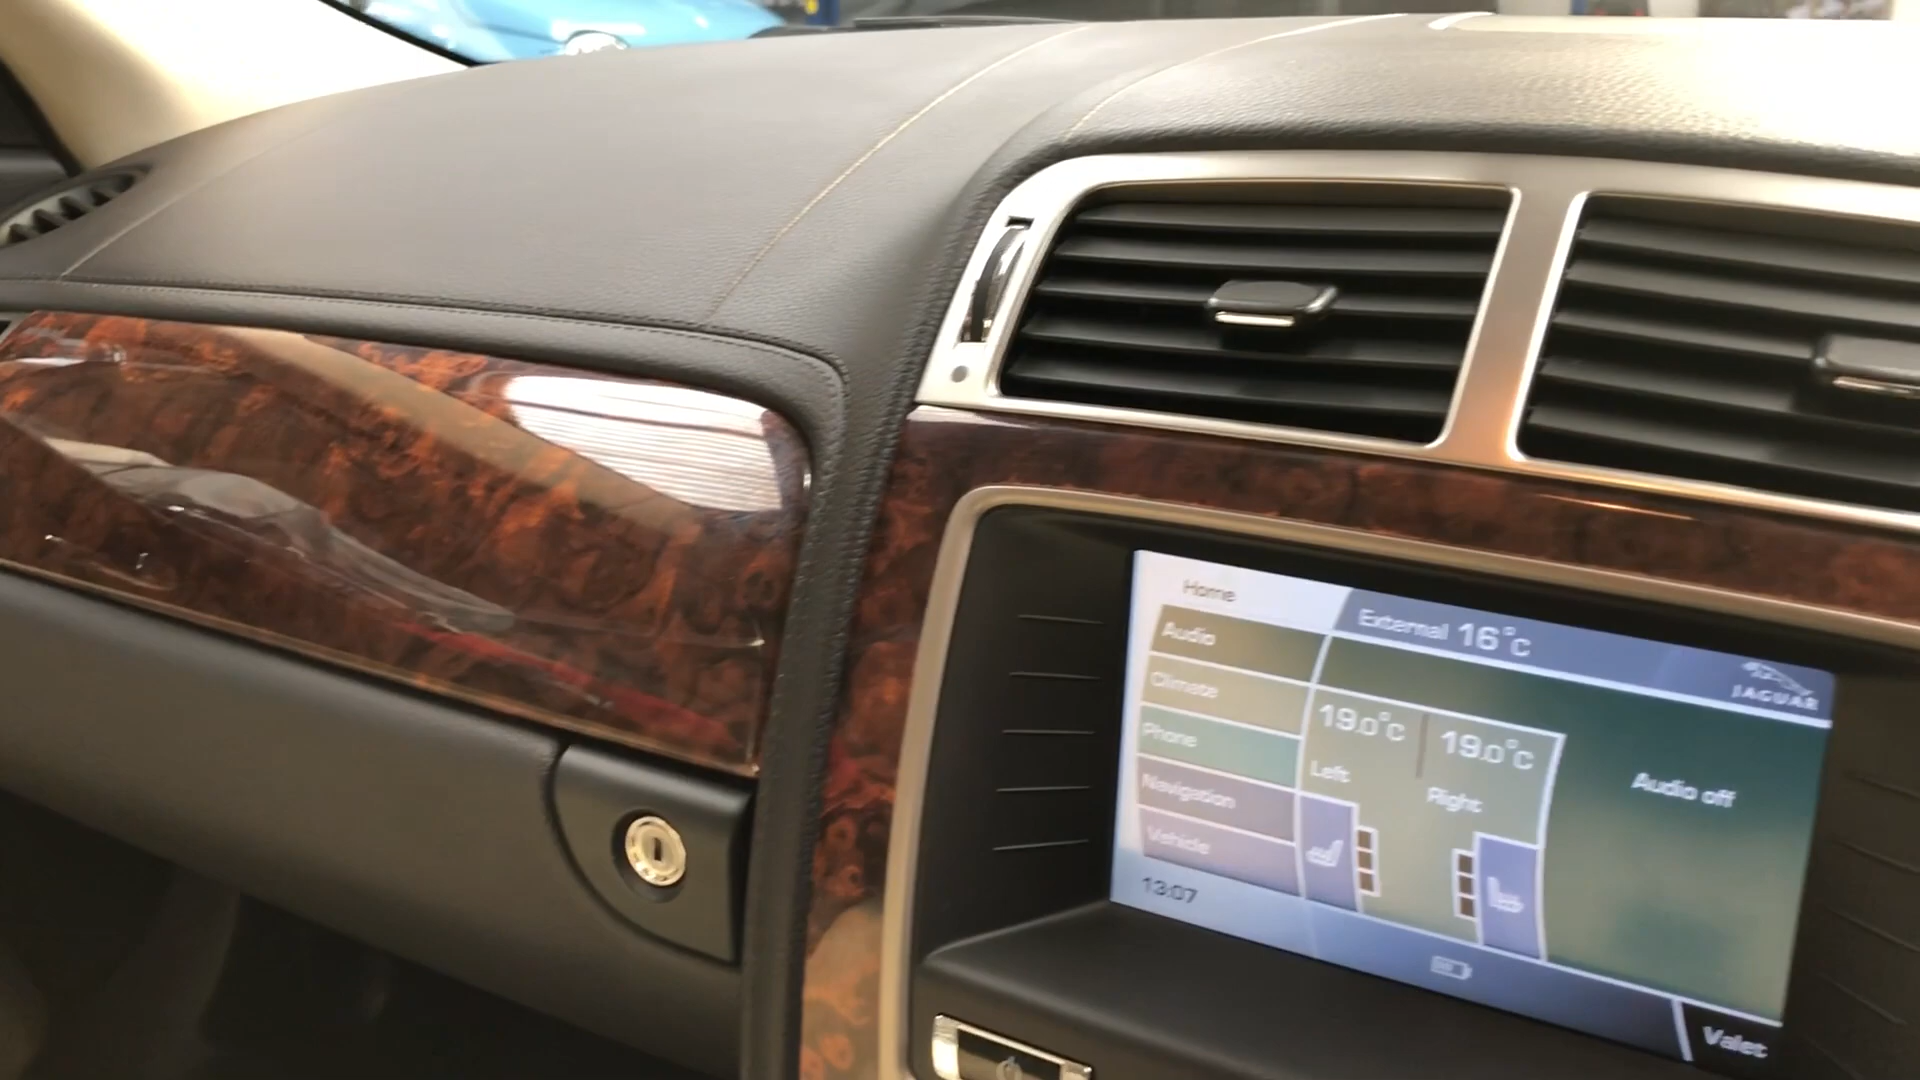 Home
External 16°C
JAGUAR
Audio
Climate
Phone
Navigation
Vehicle
19.0°C 19.0°C
Left Right
Audio off
13:07
Valet